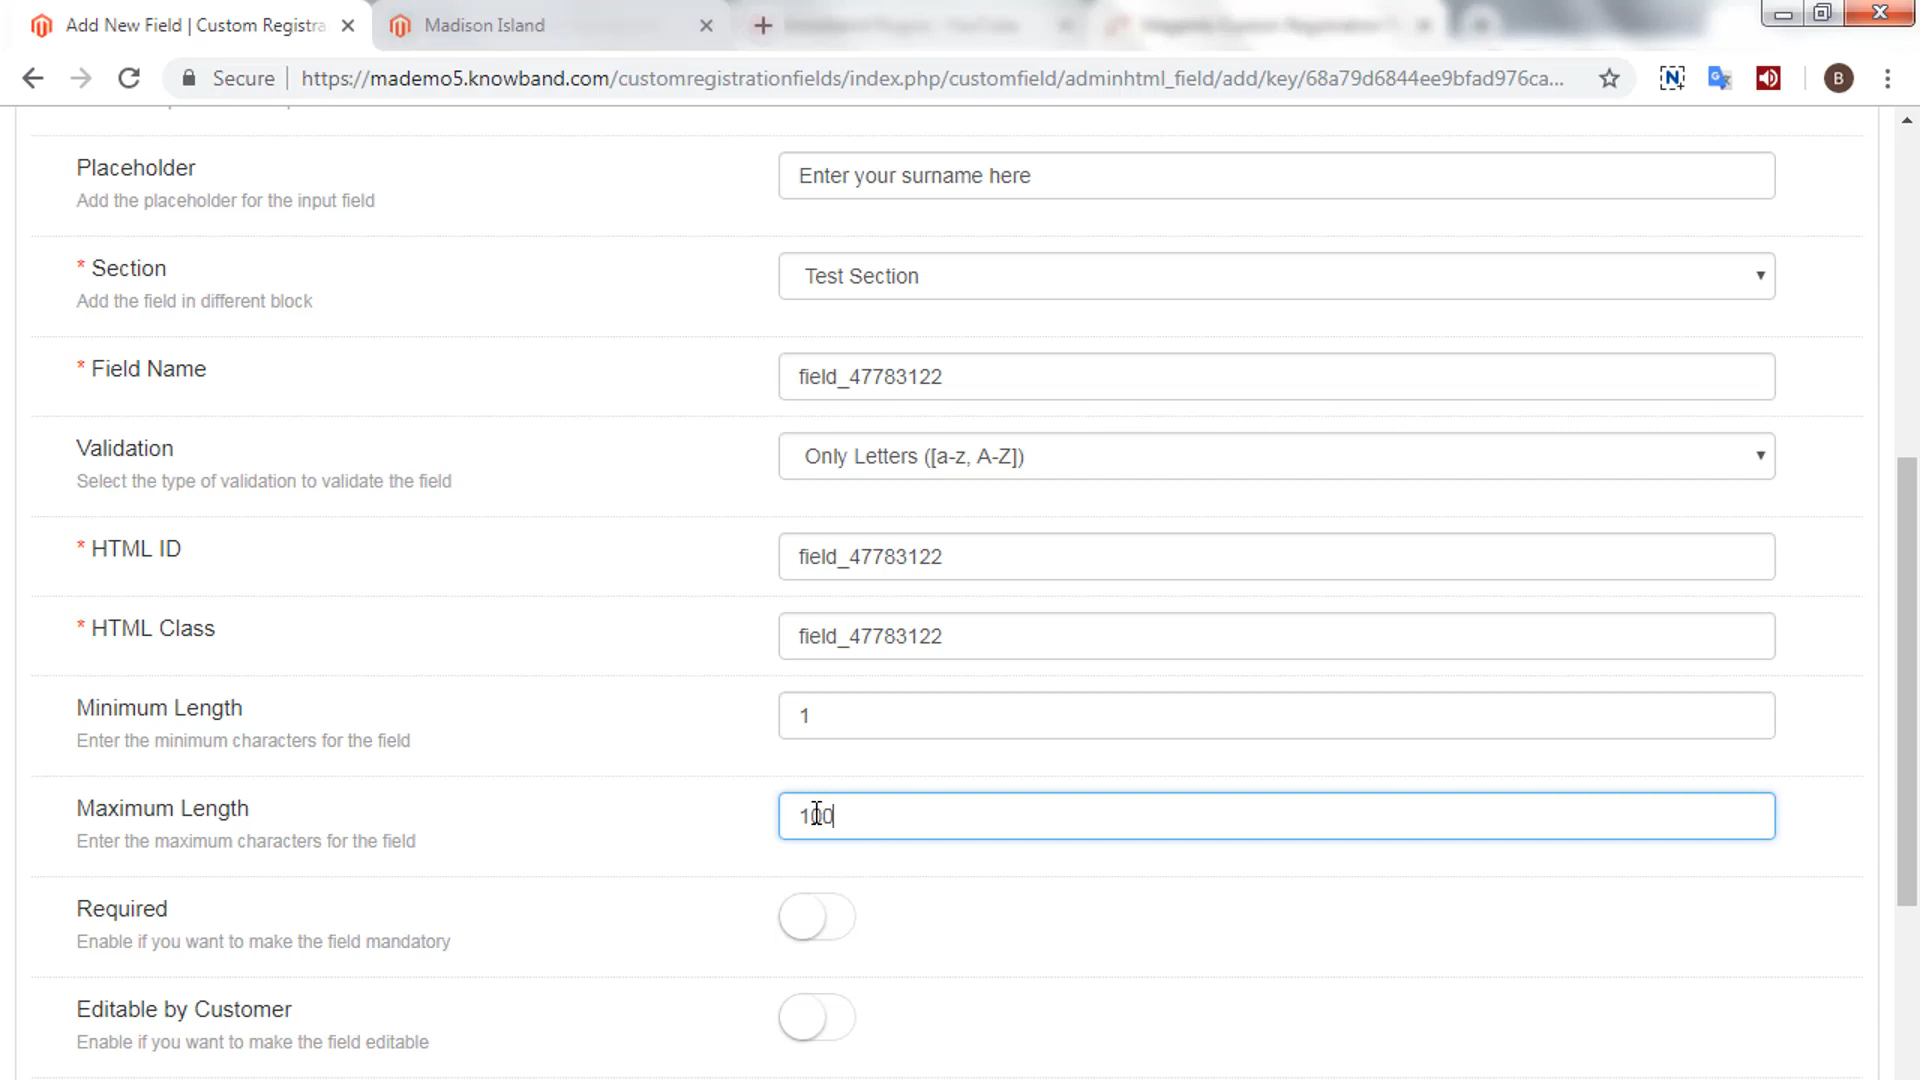 Add New Field | Custom Registra
Madison Island
Secure
https://mademo5.knowband.com/customregistrationfields/index.php/customfield/adminhtml_field/add/key/68a79d6844ee9bfad976ca...
N
B
Placeholder
Enter your surname here
Add the placeholder for the input field
* Section
Test Section
Add the field in different block
* Field Name
field_47783122
Validation
Only Letters ([a-z, A-Z])
Select the type of validation to validate the field
* HTML ID
field_47783122
* HTML Class
field_47783122
Minimum Length
1
Enter the minimum characters for the field
Maximum Length
100
Enter the maximum characters for the field
Required
Enable if you want to make the field mandatory
Editable by Customer
Enable if you want to make the field editable